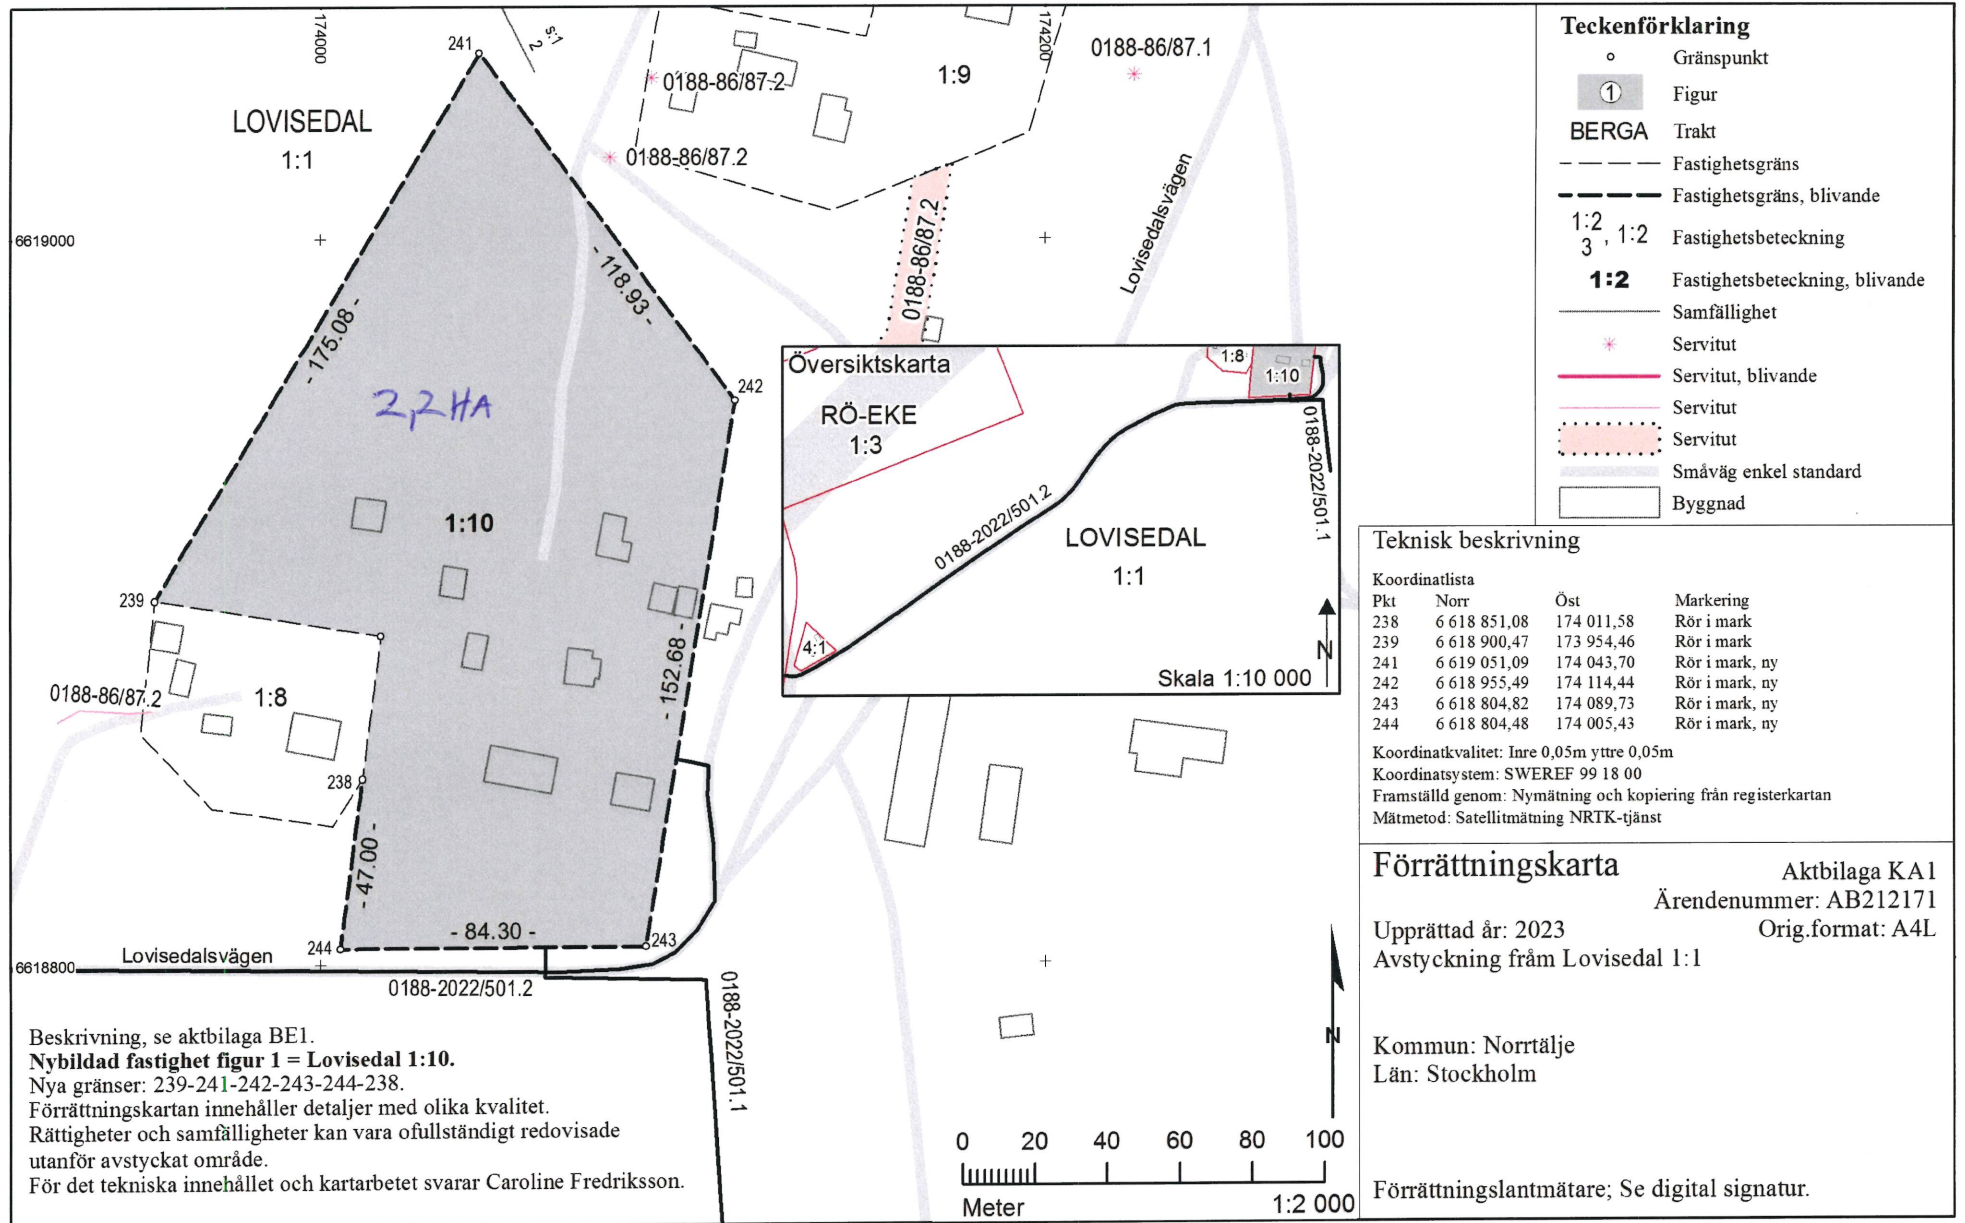 174000
241
s:1
2
174200
0188-86/87.1
0188-86/87.2
1:9
LOVISEDAL
1:1
0188-86/87.2
Lovisedalsvägen
0188-86/87.2
6619000
- 118.93 -
- 175.08 -
242
2,2 HA
1:10
239
- 152.68 -
0188-86/87.2
1:8
238
- 47.00 -
- 84.30 -
244
243
Lovisedalsvägen
6618800
0188-2022/501.2
0188-2022/501.1
Översiktskarta
RÖ-EKE
1:3
1:8
1:10
0188-2022/501.1
0188-2022/501.2
LOVISEDAL
1:1
4:1
N
Skala 1:10 000
Beskrivning, se aktbilaga BE1.
Nybildad fastighet figur 1 = Lovisedal 1:10.
Nya gränser: 239-241-242-243-244-238.
Förrättningskartan innehåller detaljer med olika kvalitet.
Rättigheter och samfälligheter kan vara ofullständigt redovisade
utanför avstyckat område.
För det tekniska innehållet och kartarbetet svarar Caroline Fredriksson.
N
0 20 40 60 80 100
Meter 1:2 000
Teckenförklaring
Gränspunkt
1 Figur
BERGA Trakt
Fastighetsgräns
Fastighetsgräns, blivande
1:2
3 , 1:2 Fastighetsbeteckning
1:2 Fastighetsbeteckning, blivande
Samfällighet
Servitut
Servitut, blivande
Servitut
Servitut
Småväg enkel standard
Byggnad
Teknisk beskrivning
Koordinatlista
Pkt Norr Öst Markering
238 6 618 851,08 174 011,58 Rör i mark
239 6 618 900,47 173 954,46 Rör i mark
241 6 619 051,09 174 043,70 Rör i mark, ny
242 6 618 955,49 174 114,44 Rör i mark, ny
243 6 618 804,82 174 089,73 Rör i mark, ny
244 6 618 804,48 174 005,43 Rör i mark, ny
Koordinatkvalitet: Inre 0,05m yttre 0,05m
Koordinatsystem: SWEREF 99 18 00
Framställd genom: Nymätning och kopiering från registerkartan
Mätmetod: Satellitmätning NRTK-tjänst
Förrättningskarta
Aktbilaga KA1
Ärendenummer: AB212171
Upprättad år: 2023 Orig.format: A4L
Avstyckning från Lovisedal 1:1
Kommun: Norrtälje
Län: Stockholm
Förrättningslantmätare; Se digital signatur.